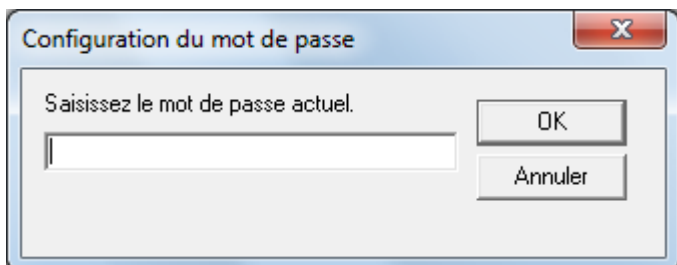 Configuration du mot de passe
Saisissez le mot de passe actuel.
OK
Annuler